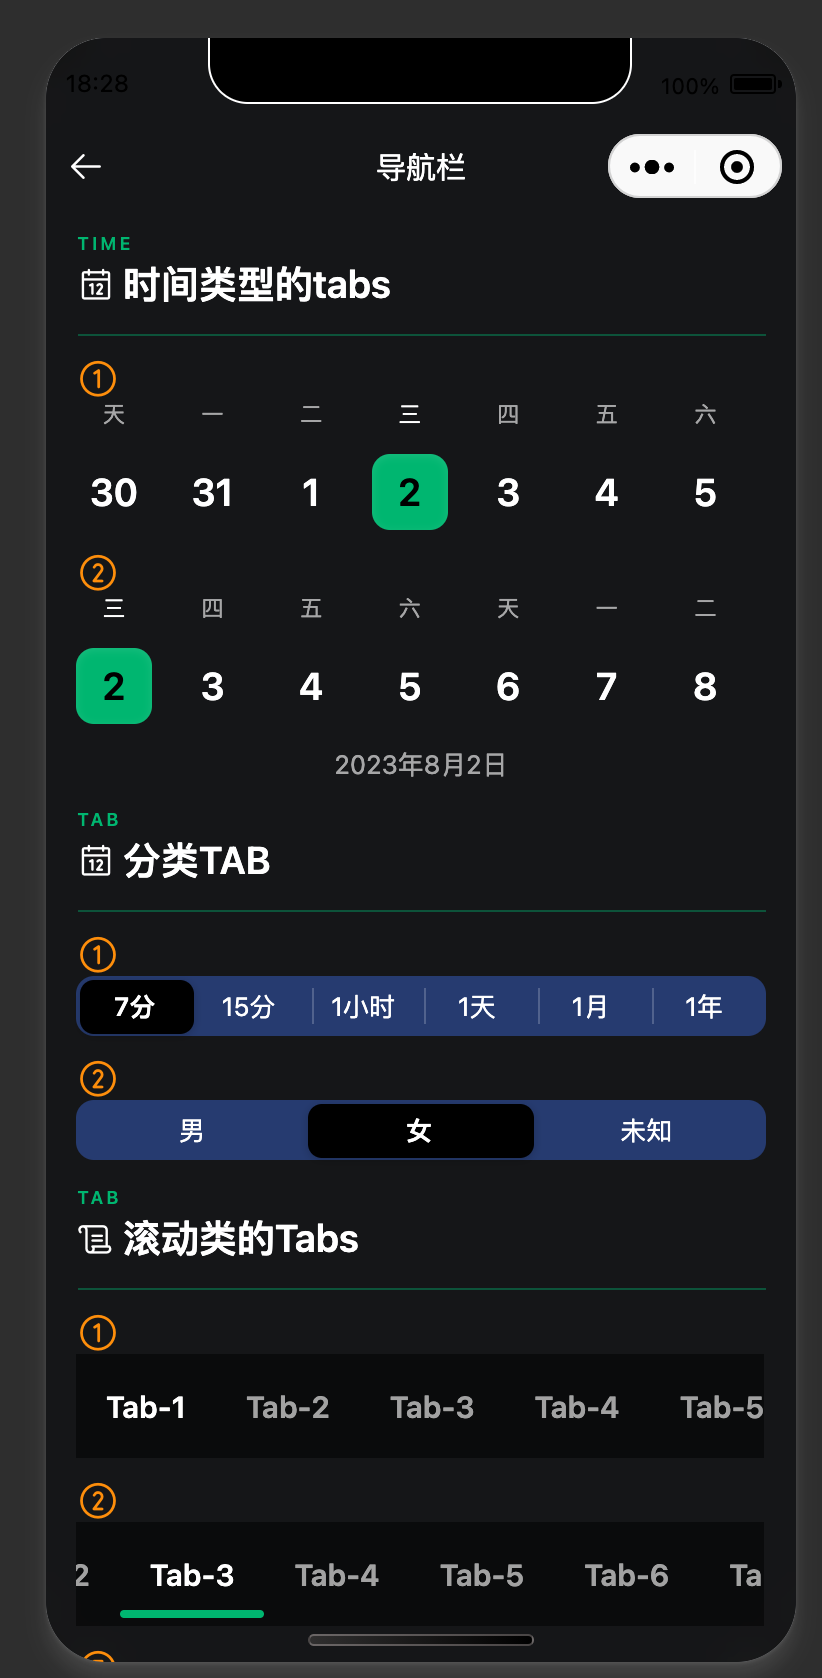 18:28
100%
导航栏
TIME
12 时间类型的tabs
①
天 一 二 三 四 五 六
30 31 1 2 3 4 5
②
三 四 五 六 天 一 二
2 3 4 5 6 7 8
2023年8月2日
TAB
12 分类TAB
①
7分 15分 1小时 1天 1月 1年
②
男 女 未知
TAB
滚动类的Tabs
①
Tab-1 Tab-2 Tab-3 Tab-4 Tab-5
②
2 Tab-3 Tab-4 Tab-5 Tab-6 Ta